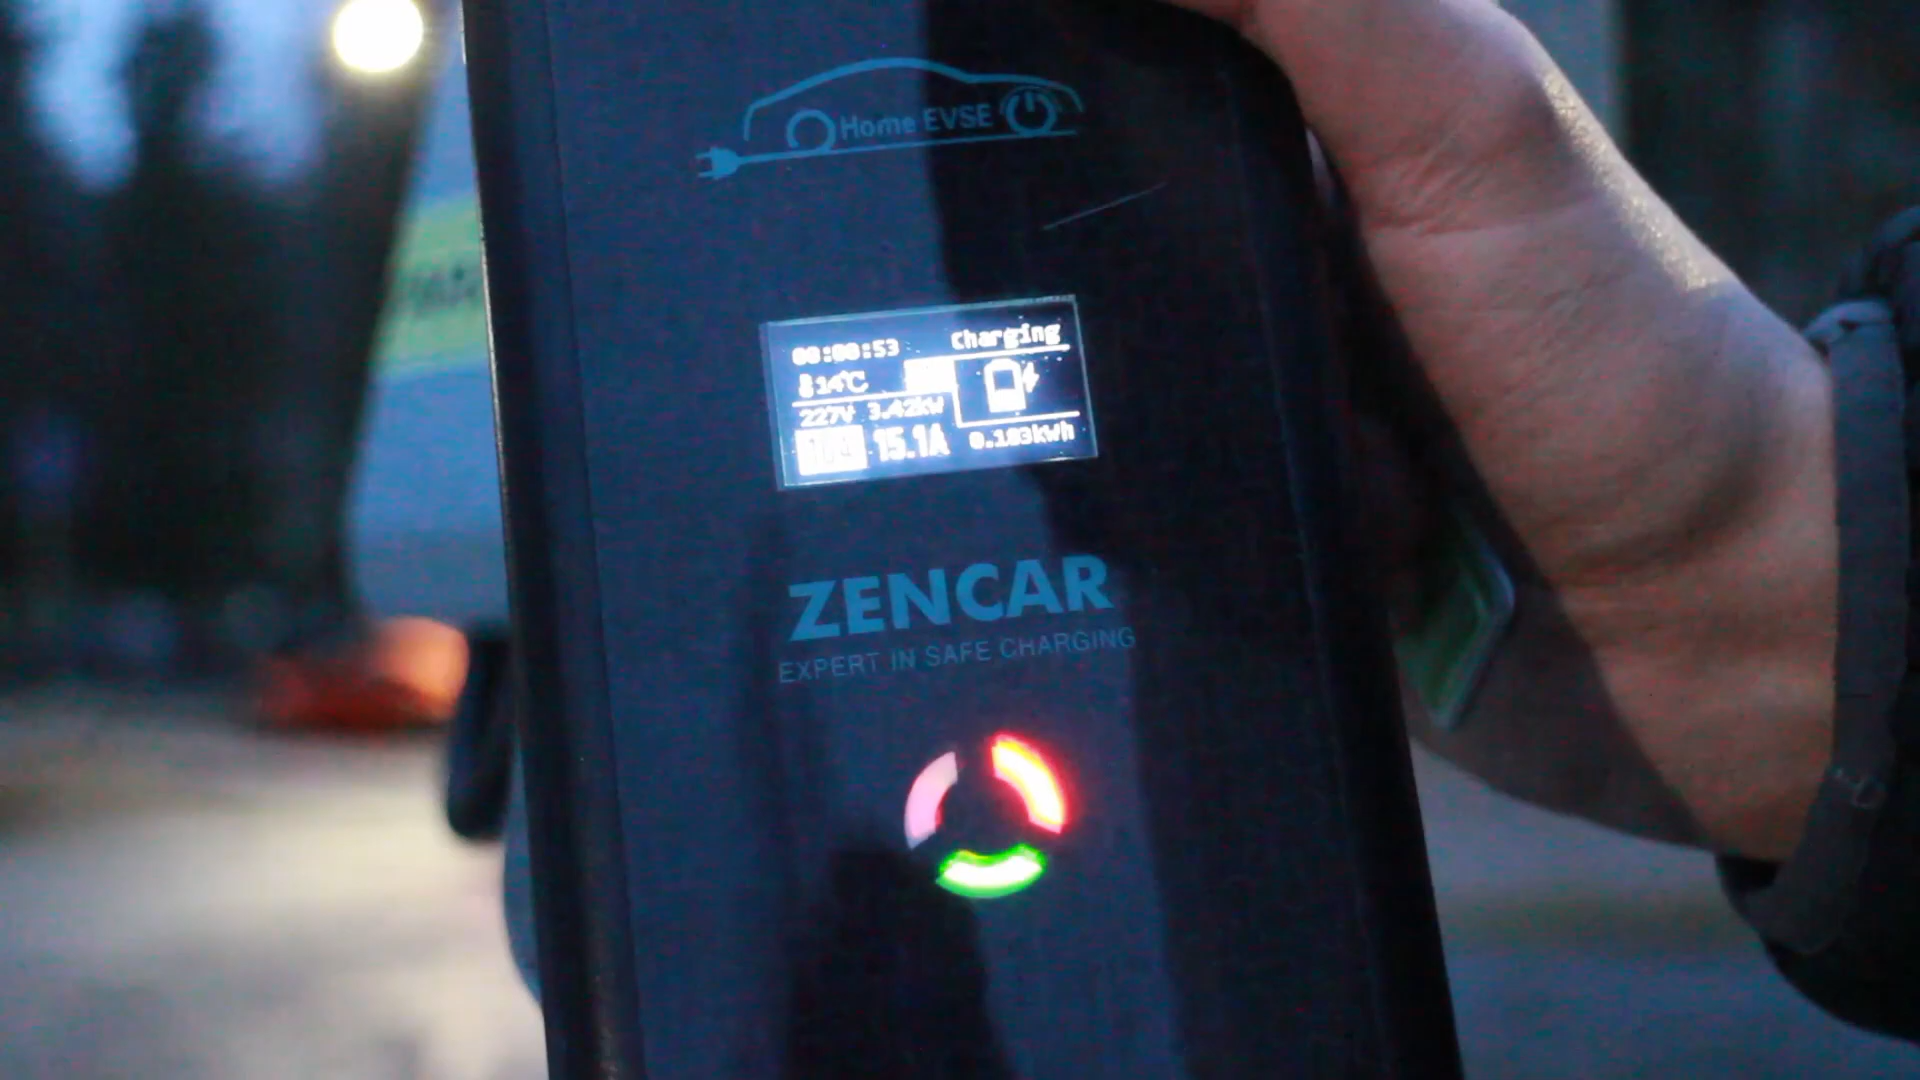 Home EVSE
00:00:53 Charging
14℃
227V 3.42kW
15.1A 0.183kWh
ZENCAR
EXPERT IN SAFE CHARGING